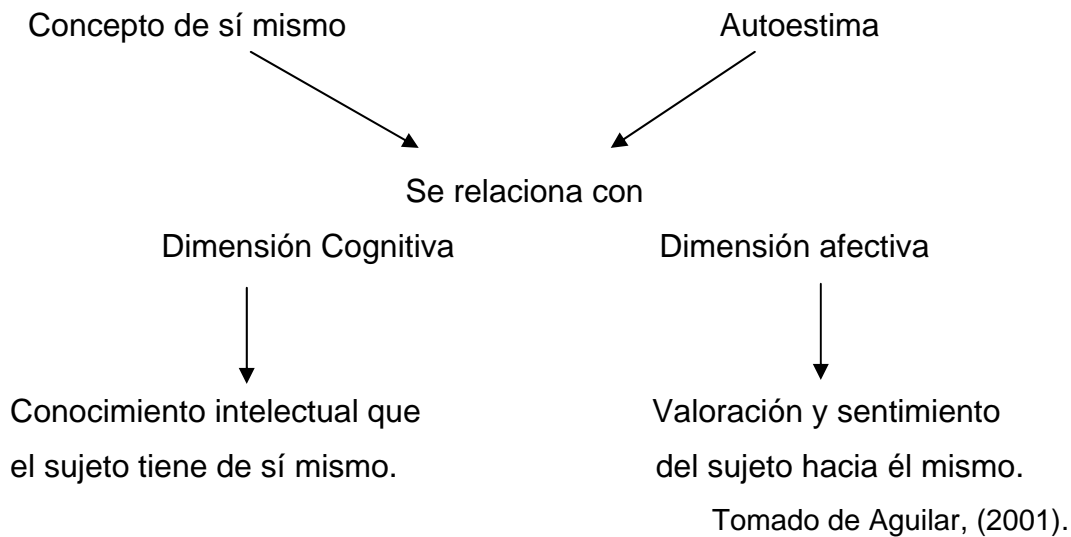 Concepto de sí mismo Autoestima
Se relaciona con
Dimensión Cognitiva Dimensión afectiva
Conocimiento intelectual que Valoración y sentimiento
el sujeto tiene de sí mismo. del sujeto hacia él mismo.
Tomado de Aguilar, (2001).